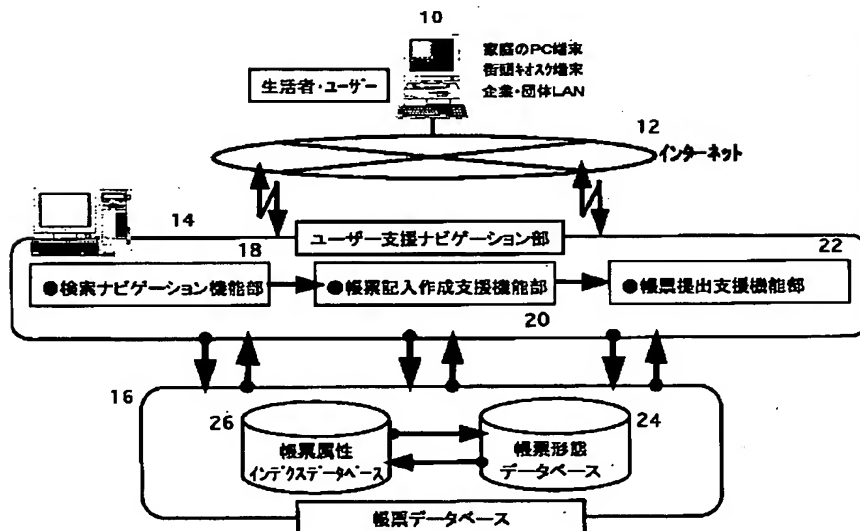 10
家庭のPC端末
街頭キオスク端末
企業・団体LAN
生活者・ユーザー
12
インターネット
14
ユーザー支援ナビゲーション部
18
22
●検索ナビゲーション機能部
●帳票記入作成支援機能部
●帳票提出支援機能部
20
16
26
24
帳票属性
インデクスデータベース
帳票形態
データベース
帳票データベース